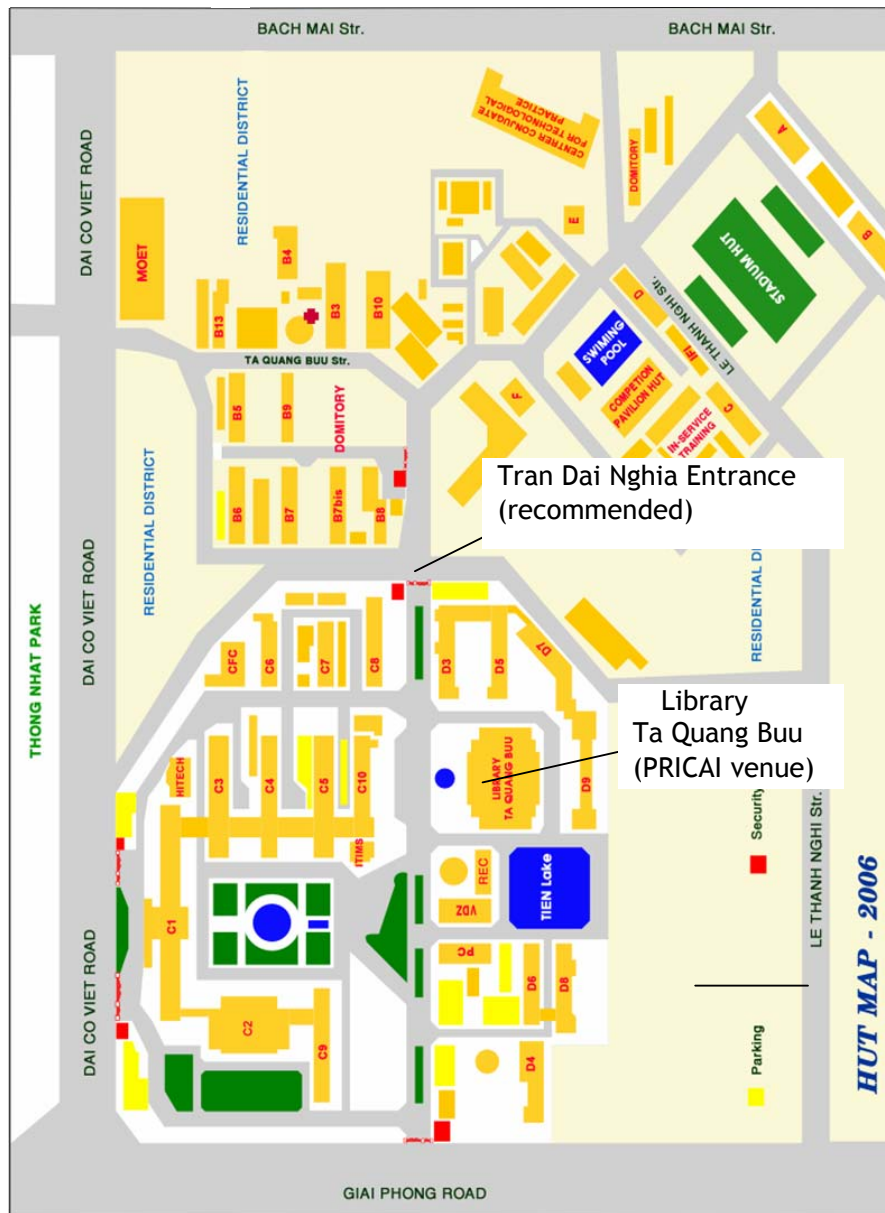 BACH MAI Str.
BACH MAI Str.
DAI CO VIET ROAD
RESIDENTIAL DISTRICT
CENTRER CONJUGATE
FOR TECHNOLOGICAL
PRACTICE
DOMITORY
A
B
MOET
B4
E
STADIUM HUT
D
LE THANH NGHI Str.
B13
B3
B10
SWIMING
POOL
IFI
TA QUANG BUU Str.
COMPETION
PAVILION HUT
C
B5
B9
DOMITORY
F
IN-SERVICE
TRAINING
RESIDENTIAL DISTRICT
B6
B7
B7bis
B8
Tran Dai Nghia Entrance
(recommended)
THONG NHAT PARK
DAI CO VIET ROAD
RESIDENTIAL DI
CFC
C6
C7
C8
D3
D5
D7
Library
Ta Quang Buu
(PRICAI venue)
HITECH
C3
C4
C5
C10
LIBRARY
TA QUANG BUU
D9
ITIMS
REC
VDZ
TIEN Lake
Security
LE THANH NGHI Str.
C1
PC
D6
D8
DAI CO VIET ROAD
C2
C9
D4
Parking
HUT MAP - 2006
GIAI PHONG ROAD